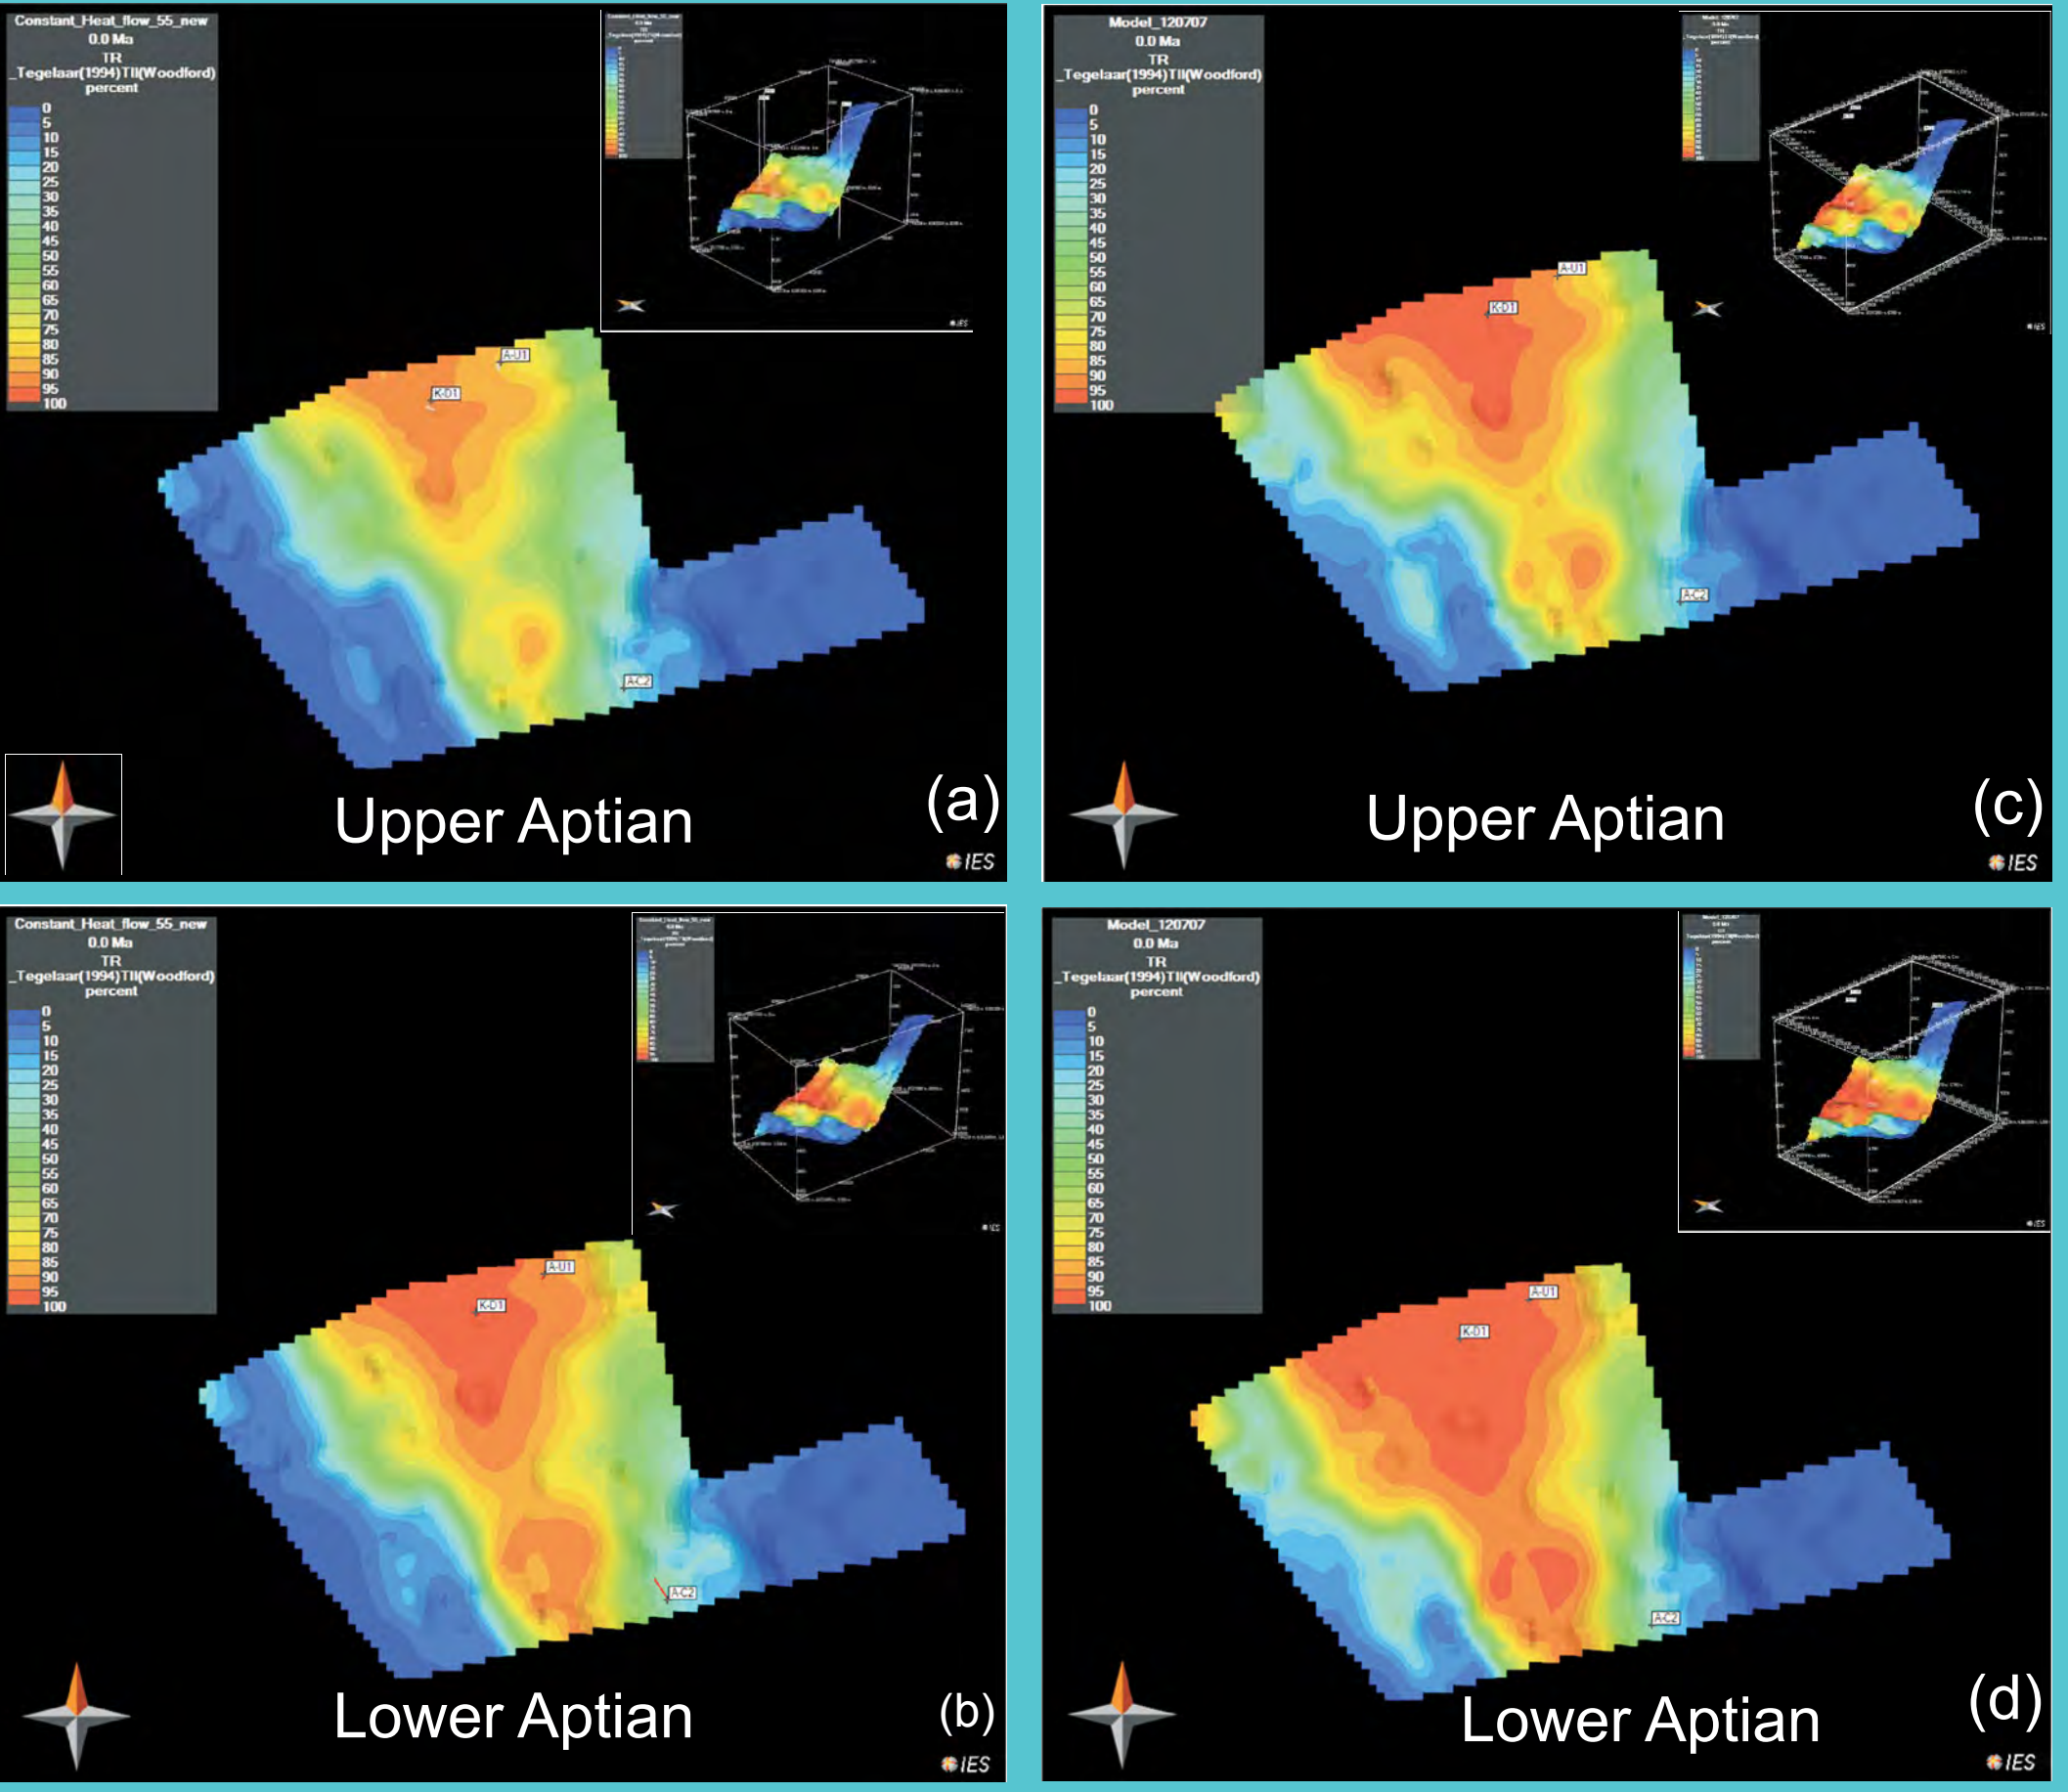 Constant_Heat_flow_55_new
0.0 Ma
TR
_Tegelaar(1994)TII(Woodford)
percent
0
5
10
15
20
25
30
35
40
45
50
55
60
65
70
75
80
85
90
95
100
A-U1
K-D1
A-C2
Upper Aptian
(a)
IES
Model_120707
0.0 Ma
TR
_Tegelaar(1994)TII(Woodford)
percent
0
5
10
15
20
25
30
35
40
45
50
55
60
65
70
75
80
85
90
95
100
A-U1
K-D1
A-C2
Upper Aptian
(c)
IES
Constant_Heat_flow_55_new
0.0 Ma
TR
_Tegelaar(1994)TII(Woodford)
percent
0
5
10
15
20
25
30
35
40
45
50
55
60
65
70
75
80
85
90
95
100
A-U1
K-D1
A-C2
Lower Aptian
(b)
IES
Model_120707
0.0 Ma
TR
_Tegelaar(1994)TII(Woodford)
percent
0
5
10
15
20
25
30
35
40
45
50
55
60
65
70
75
80
85
90
95
100
A-U1
K-D1
A-C2
Lower Aptian
(d)
IES